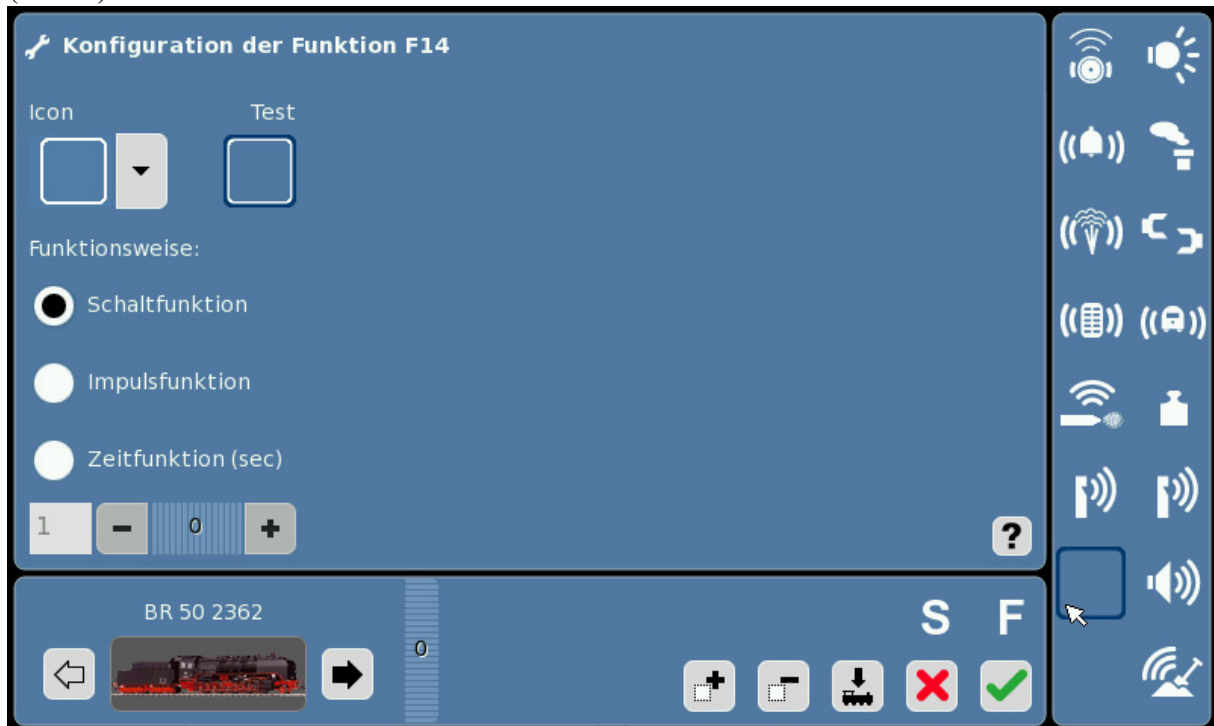 Konfiguration der Funktion F14
Icon Test
Funktionsweise:
Schaltfunktion
Impulsfunktion
Zeitfunktion (sec)
1 - 0 +
?
BR 50 2362
0
S F